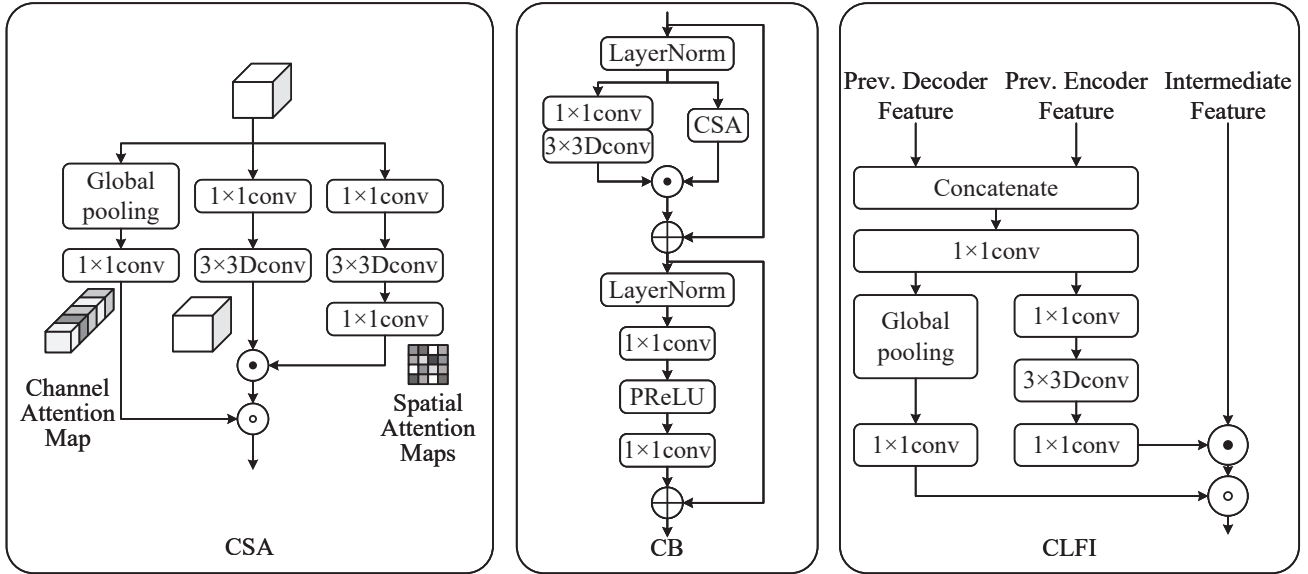 Global
pooling
1×1conv
Channel
Attention
Map
1×1conv
3×3Dconv
1×1conv
3×3Dconv
1×1conv
Spatial
Attention
Maps
CSA
LayerNorm
1×1conv
3×3Dconv
CSA
LayerNorm
1×1conv
PReLU
1×1conv
CB
Prev. Decoder
Feature
Prev. Encoder
Feature
Intermediate
Feature
Concatenate
1×1conv
Global
pooling
1×1conv
1×1conv
3×3Dconv
1×1conv
CLFI